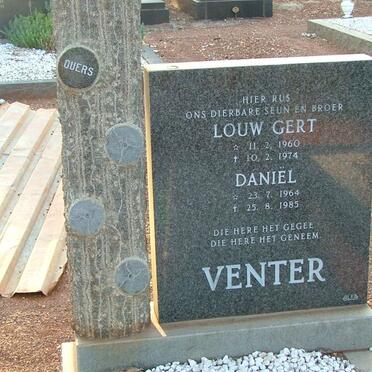 OUERS
HIER RUS
ONS DIERBARE SEUN EN BROER
LOUW GERT
☆ 11. 2. 1960
† 10. 2. 1974
DANIËL
☆ 23. 7. 1964
† 25. 8. 1985
DIE HERE HET GEGEE
DIE HERE HET GENEEM.
VENTER